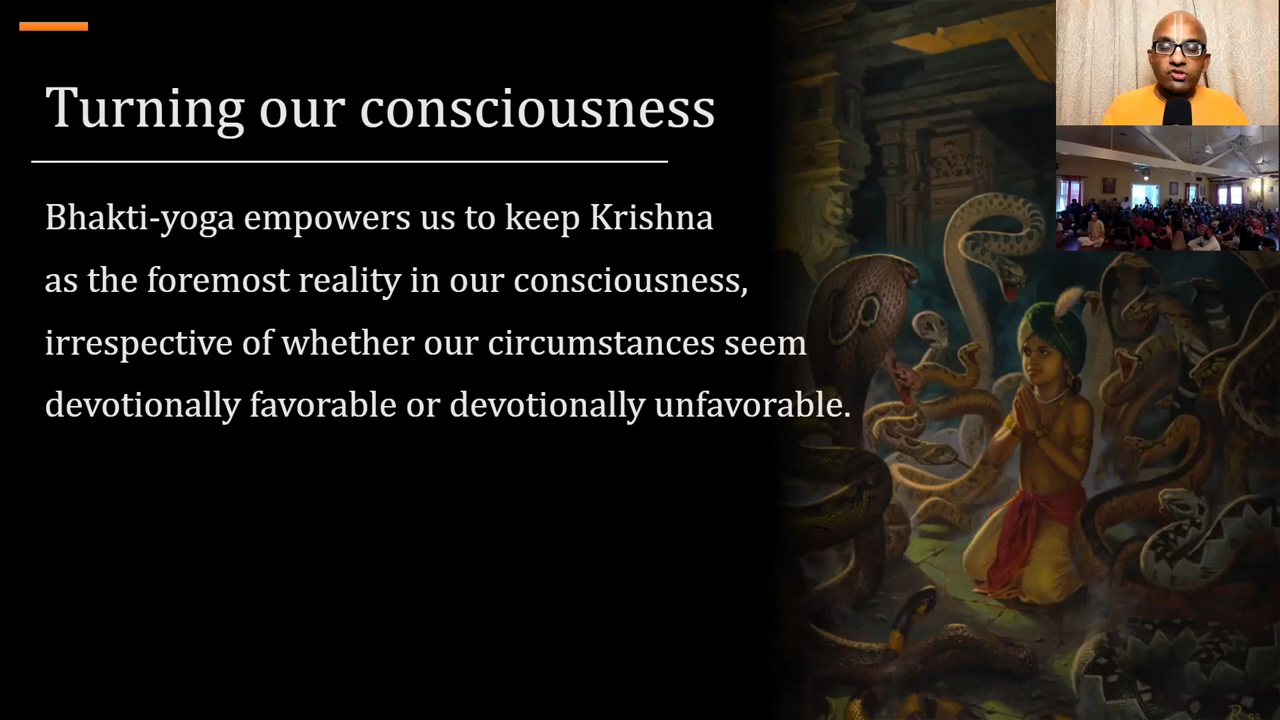 Turning our consciousness
Bhakti-yoga empowers us to keep Krishna
as the foremost reality in our consciousness,
irrespective of whether our circumstances seem
devotionally favorable or devotionally unfavorable.